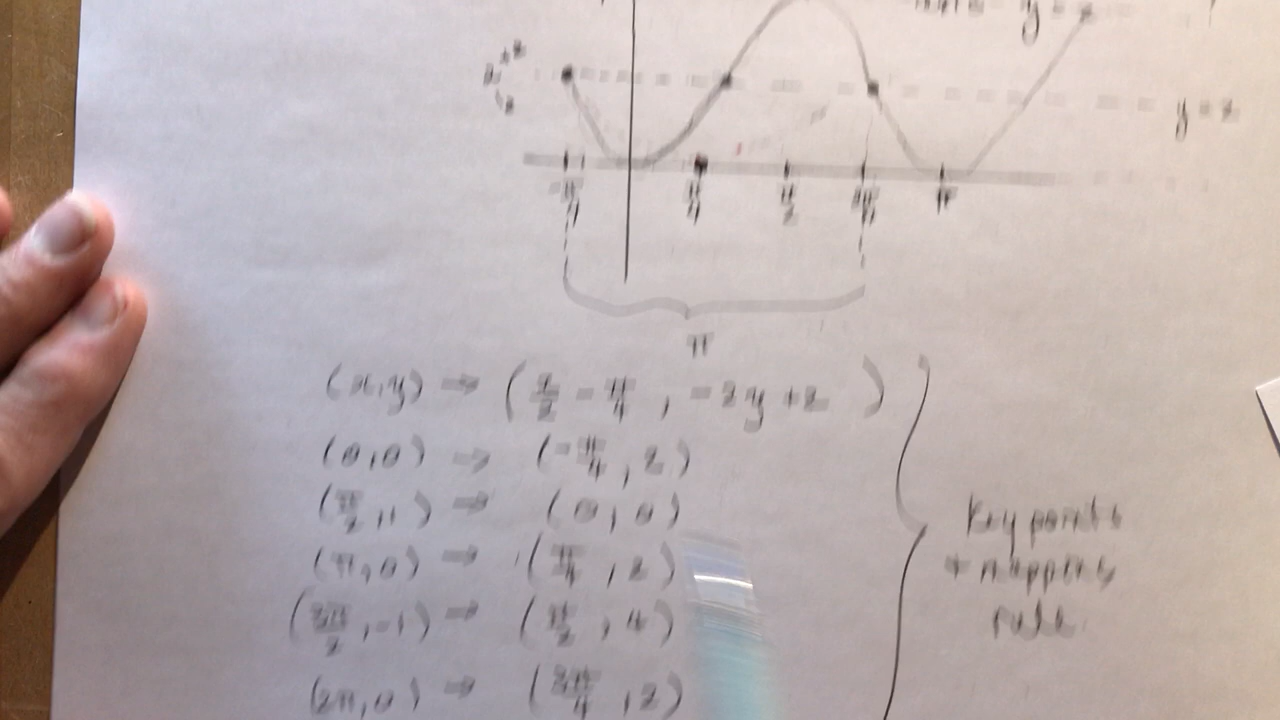 y =
y = 2
-π/4 π/4 π/2 3π/4 π
π
(x,y) → (x/2 - π/4 , -2y+2 )
(0,0) → (-π/4 , 2)
(π/2 , 1) → (0, 0)
(π,0) → (π/4 , 2)
(3π/2 , -1) → (π/2 , 4)
(2π,0) → (3π/4 , 2)
Key points
+ mapping
rule